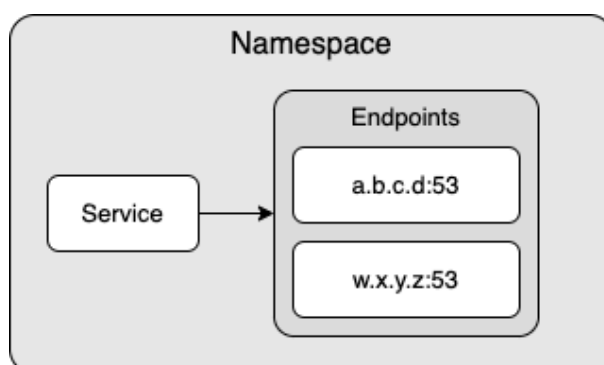 Namespace
Endpoints
a.b.c.d:53
Service
w.x.y.z:53